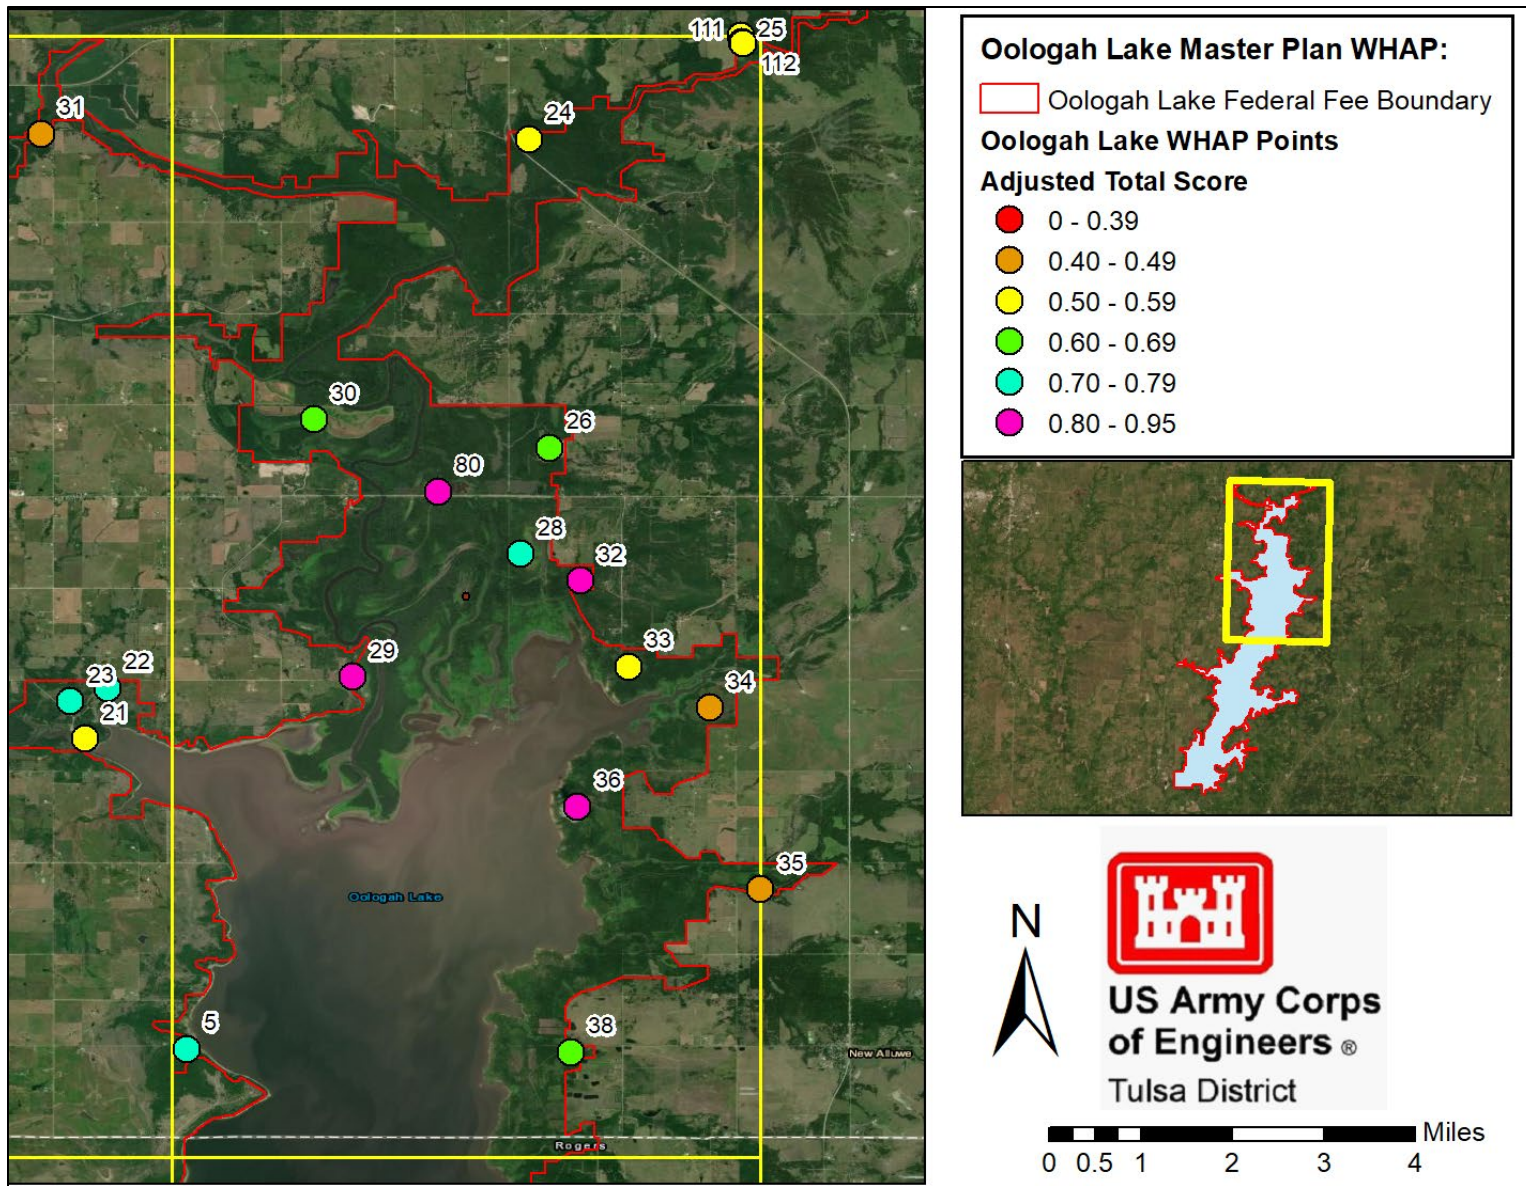 111
25
112
24
31
30
26
80
28
32
29
33
34
22
23
21
36
35
Oologah Lake
5
38
New Alluwe
Rogers
Oologah Lake Master Plan WHAP:
Oologah Lake Federal Fee Boundary
Oologah Lake WHAP Points
Adjusted Total Score
0 - 0.39
0.40 - 0.49
0.50 - 0.59
0.60 - 0.69
0.70 - 0.79
0.80 - 0.95
N
US Army Corps
of Engineers ®
Tulsa District
Miles
0 0.5 1 2 3 4